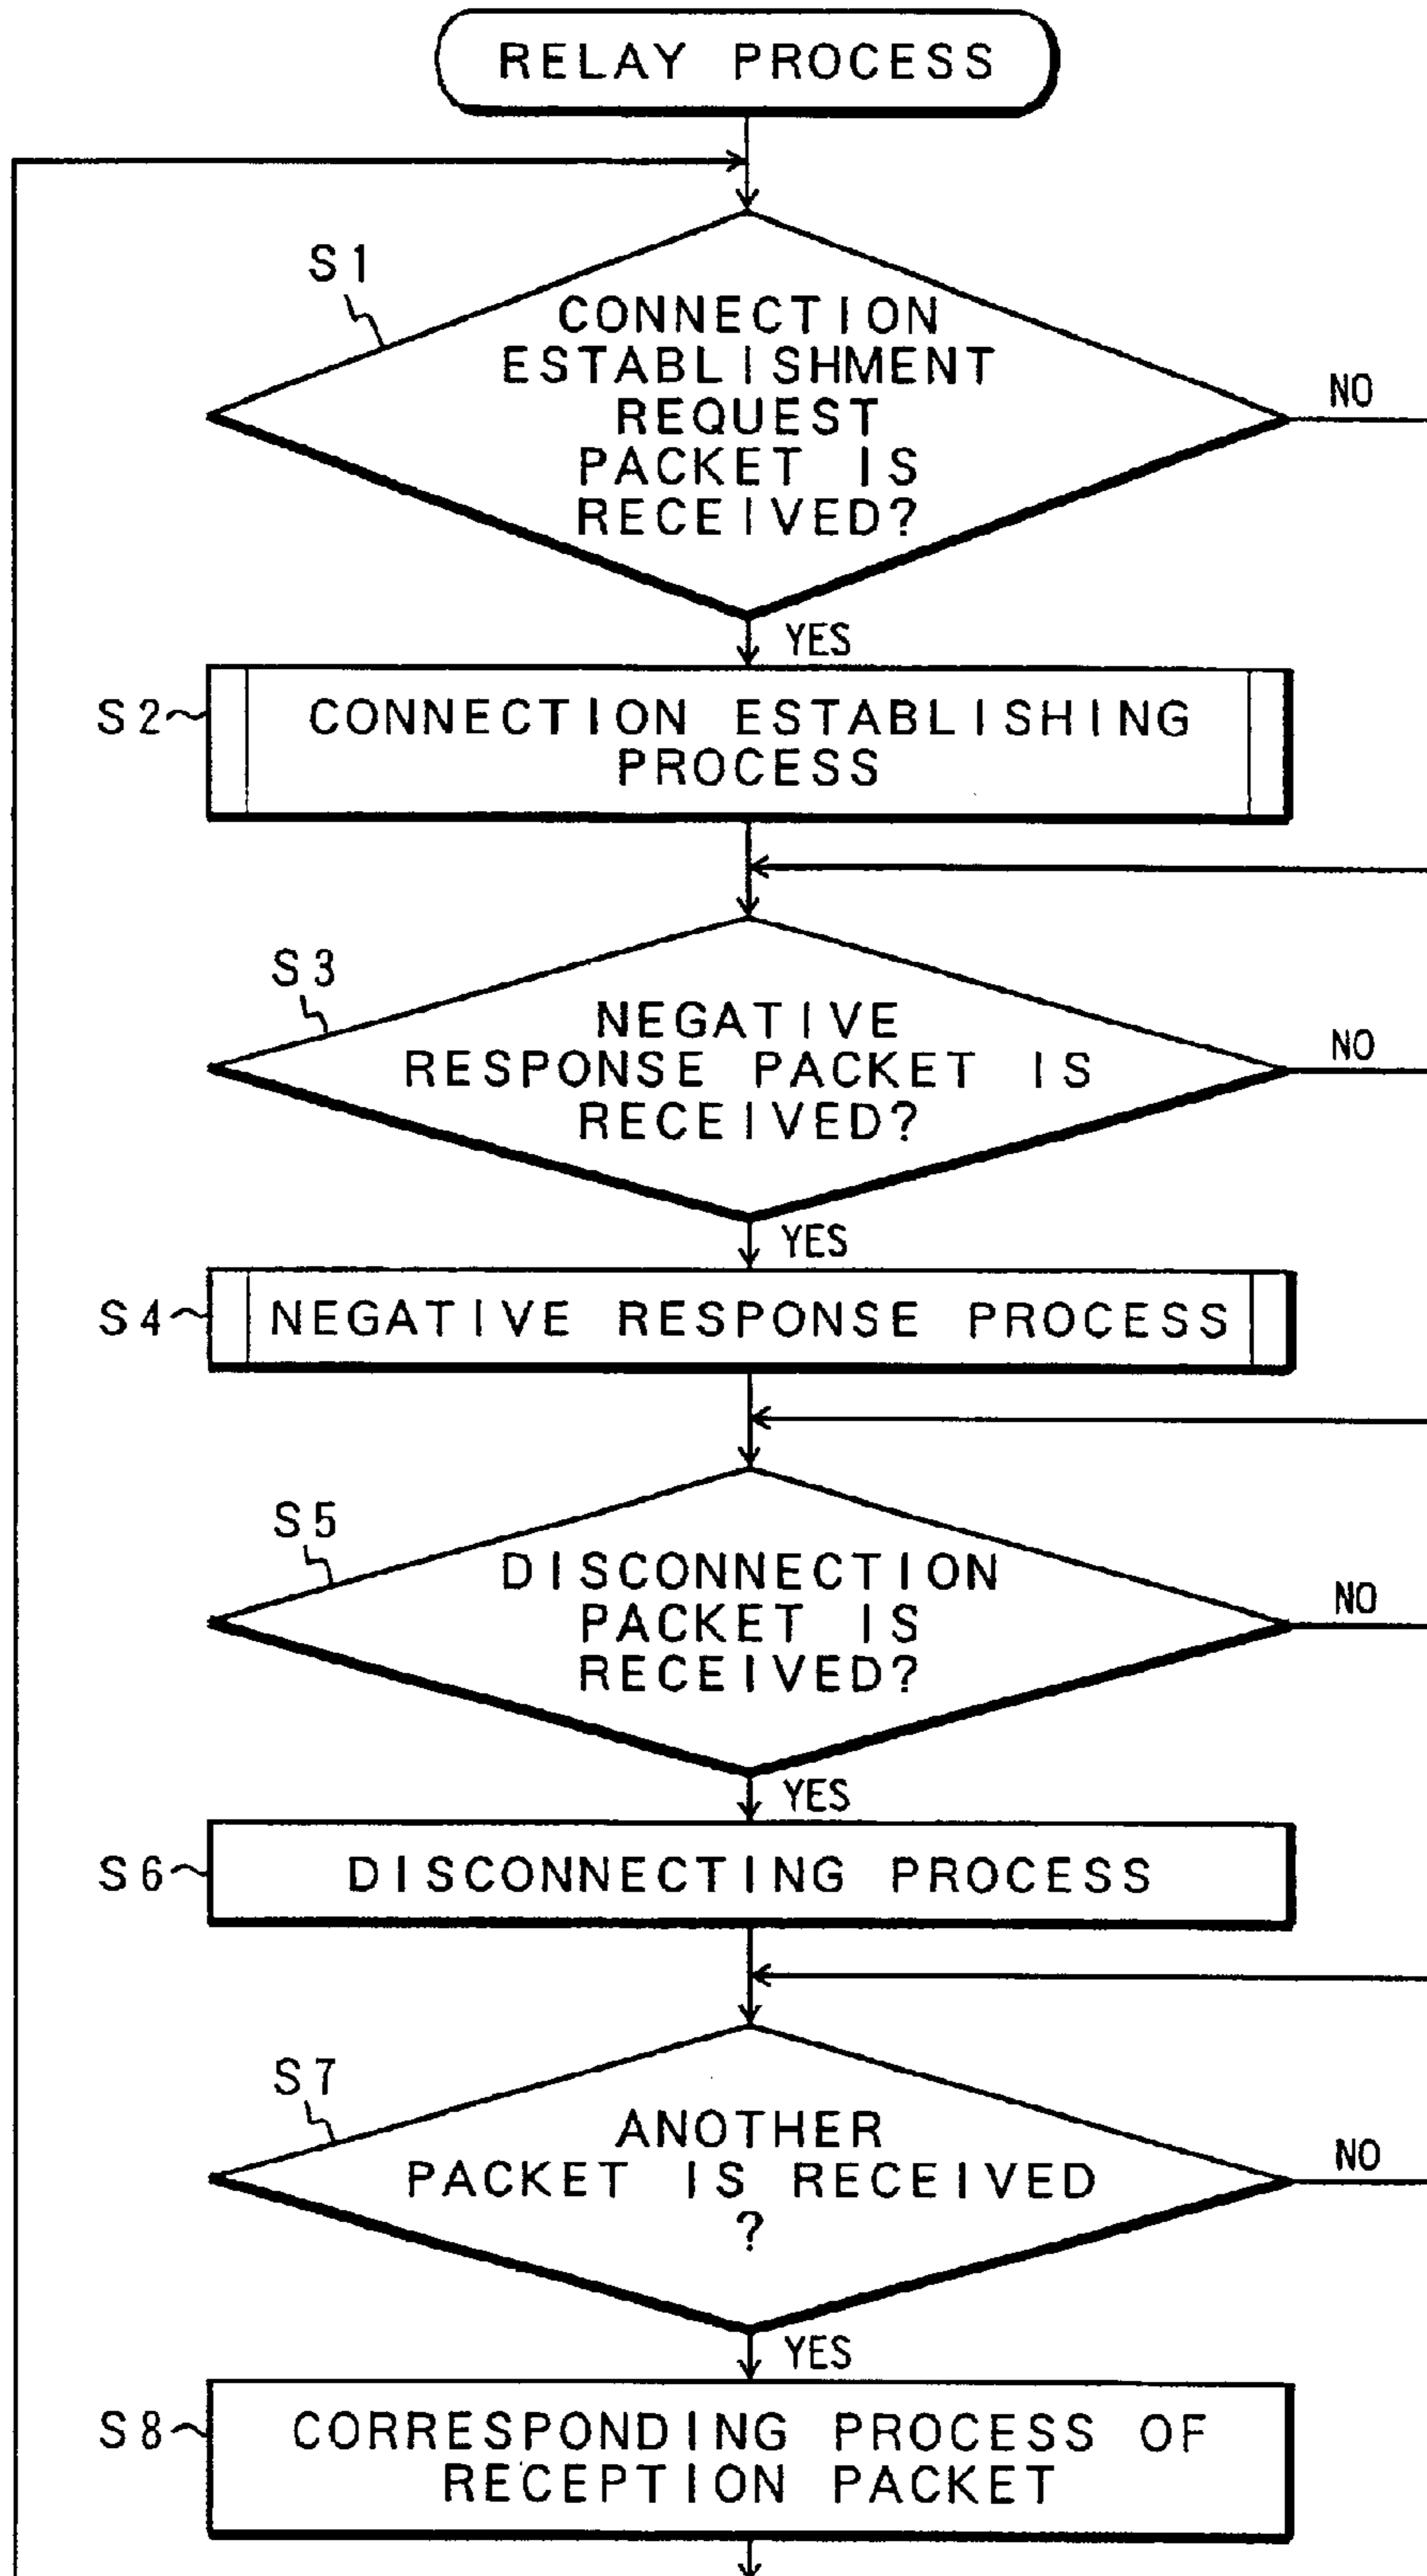 RELAY PROCESS
S1
CONNECTION
ESTABLISHMENT
REQUEST
PACKET IS
RECEIVED?
NO
YES
S2
CONNECTION ESTABLISHING
PROCESS
S3
NEGATIVE
RESPONSE PACKET IS
RECEIVED?
NO
YES
S4
NEGATIVE RESPONSE PROCESS
S5
DISCONNECTION
PACKET IS
RECEIVED?
NO
YES
S6
DISCONNECTING PROCESS
S7
ANOTHER
PACKET IS RECEIVED
?
NO
YES
S8
CORRESPONDING PROCESS OF
RECEPTION PACKET